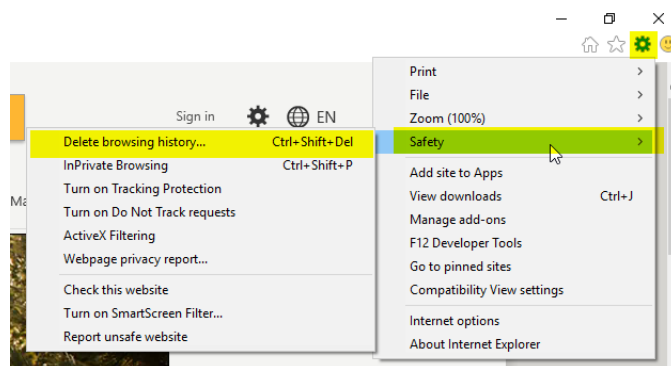 Sign in EN
Print
File
Zoom (100%)
Safety
Add site to Apps
View downloads Ctrl+J
Manage add-ons
F12 Developer Tools
Go to pinned sites
Compatibility View settings
Internet options
About Internet Explorer
Delete browsing history... Ctrl+Shift+Del
InPrivate Browsing Ctrl+Shift+P
Turn on Tracking Protection
Turn on Do Not Track requests
ActiveX Filtering
Webpage privacy report...
Check this website
Turn on SmartScreen Filter...
Report unsafe website
Ma